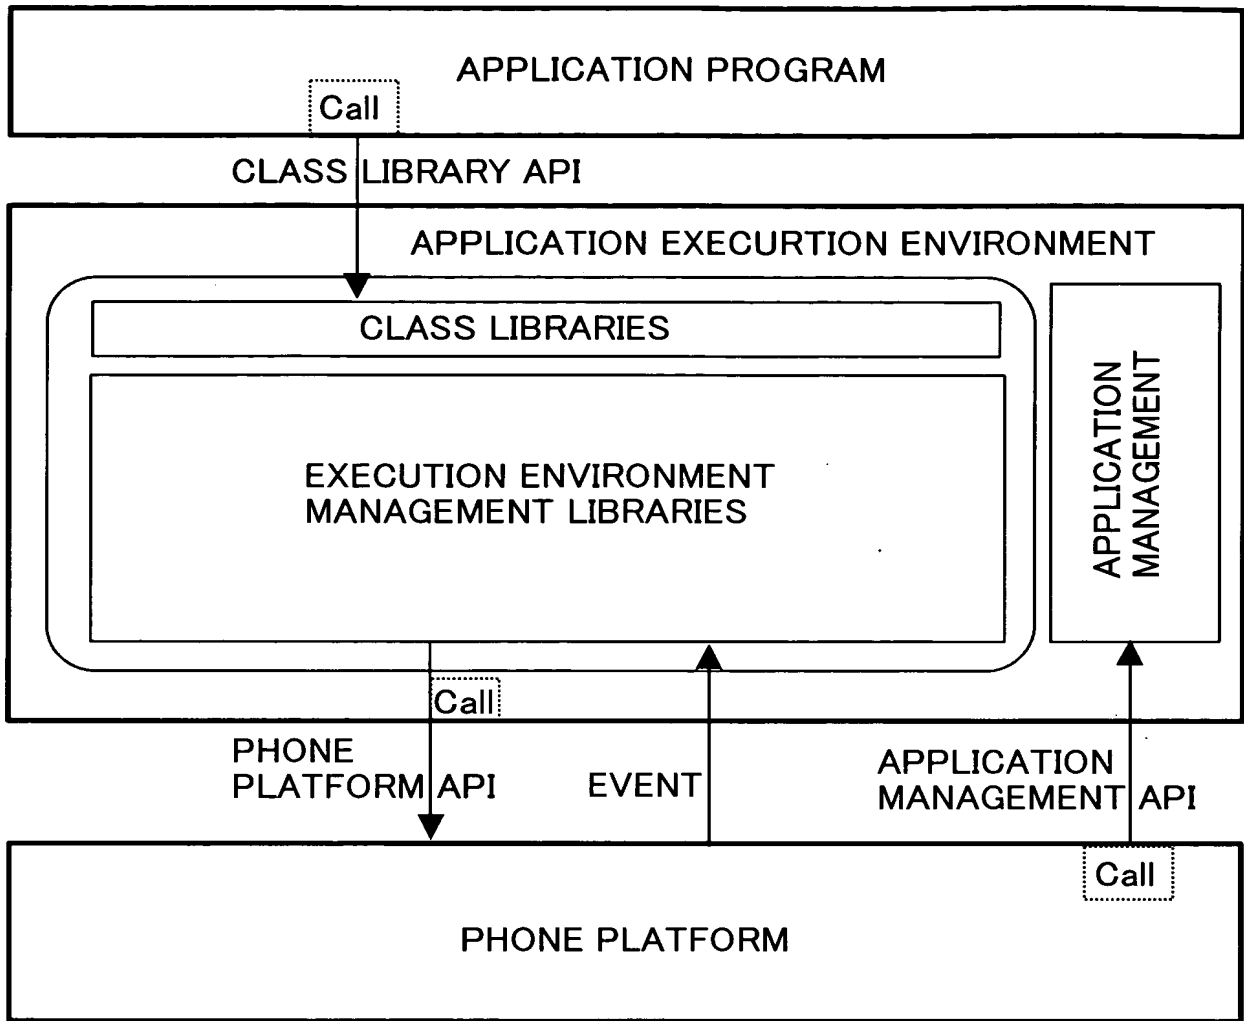 APPLICATION PROGRAM
Call
CLASS LIBRARY API
APPLICATION EXECURTION ENVIRONMENT
CLASS LIBRARIES
EXECUTION ENVIRONMENT
MANAGEMENT LIBRARIES
APPLICATION
MANAGEMENT
Call
PHONE
PLATFORM API
EVENT
APPLICATION
MANAGEMENT API
Call
PHONE PLATFORM